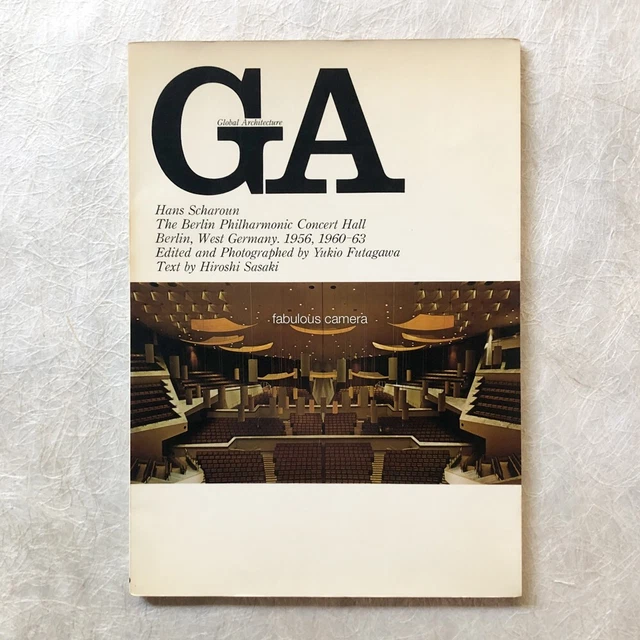 GA
Global Architecture
Hans Scharoun
The Berlin Philharmonic Concert Hall
Berlin, West Germany. 1956, 1960-63
Edited and Photographed by Yukio Futagawa
Text by Hiroshi Sasaki
fabulous camera